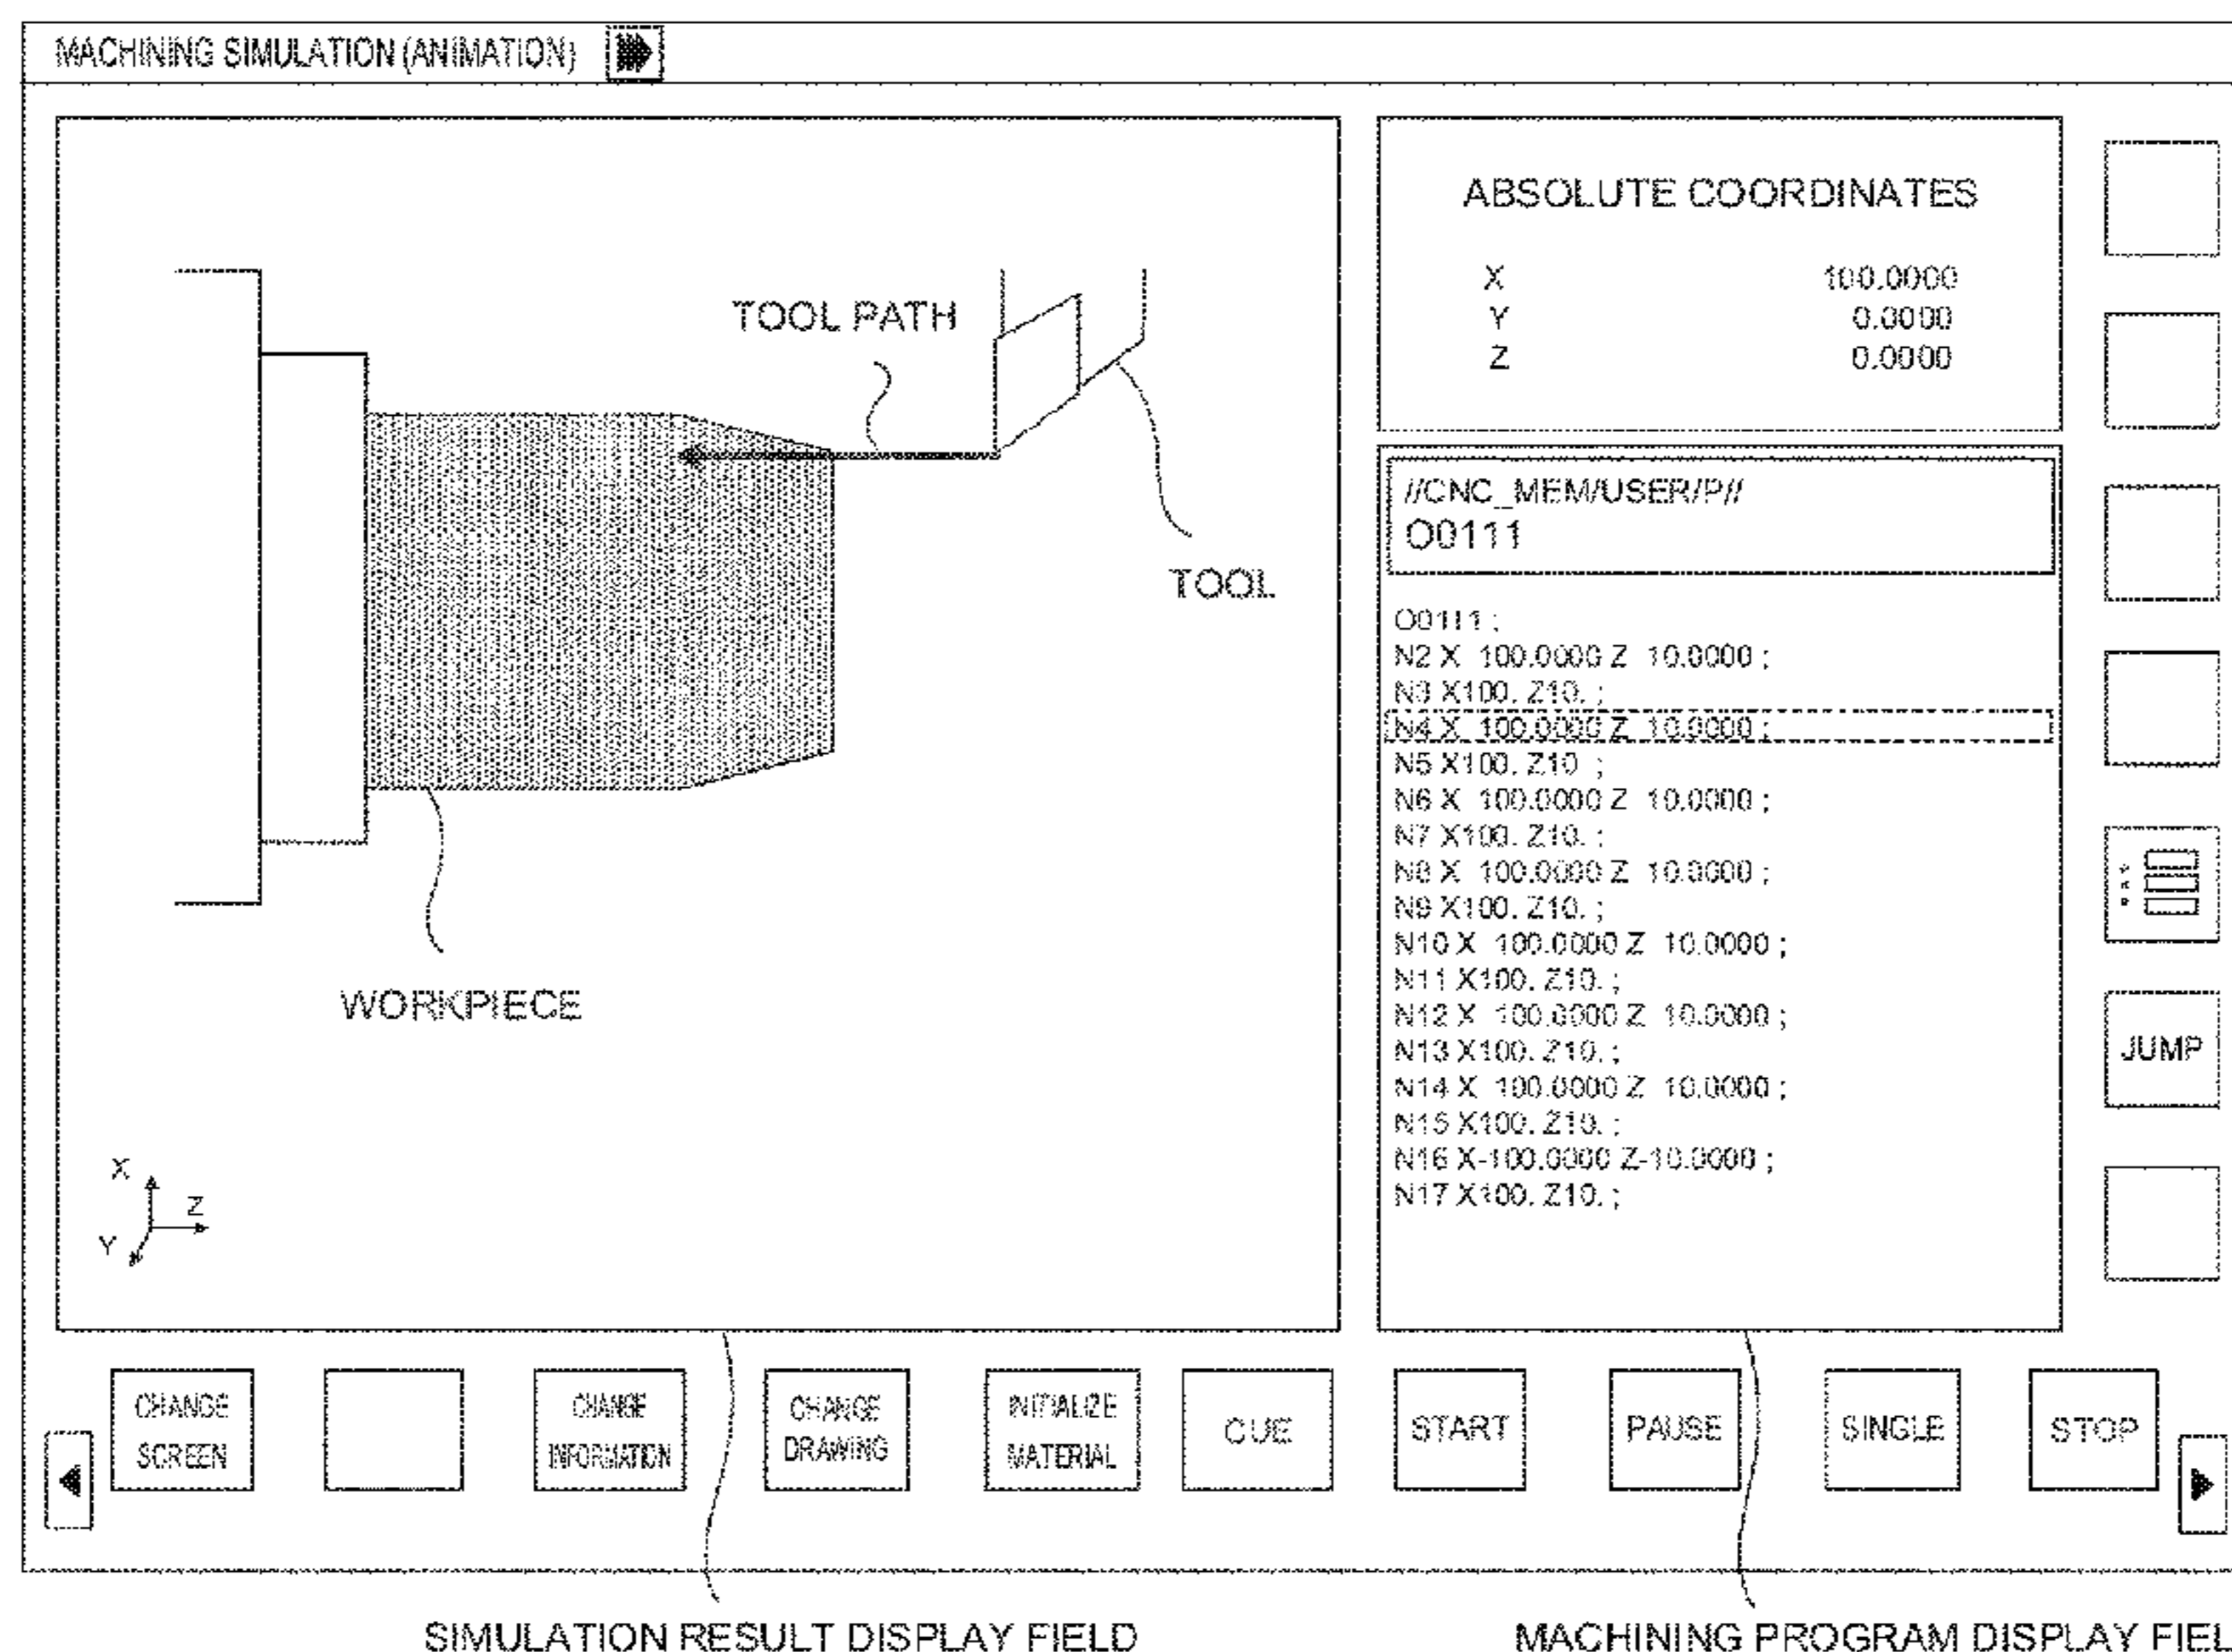 MACHINING SIMULATION (ANIMATION)
TOOL PATH
TOOL
WORKPIECE
X
Z
Y
ABSOLUTE COORDINATES
X 100.0000
Y 0.0000
Z 0.0000
//CNC_MEM/USER/P//
O0111
O0111 ;
N2 X 100.0000 Z 10.0000 ;
N3 X100. Z10. ;
N4 X 100.0000 Z 10.0000 ;
N5 X100. Z10 ;
N6 X 100.0000 Z 10.0000 ;
N7 X100. Z10. ;
N8 X 100.0000 Z 10.0000 ;
N9 X100. Z10. ;
N10 X 100.0000 Z 10.0000 ;
N11 X100. Z10. ;
N12 X 100.0000 Z 10.0000 ;
N13 X100. Z10. ;
N14 X 100.0000 Z 10.0000 ;
N15 X100. Z10. ;
N16 X-100.0000 Z-10.0000 ;
N17 X100. Z10. ;
JUMP
CHANGE
SCREEN
CHANGE
INFORMATION
CHANGE
DRAWING
INITIALIZE
MATERIAL
CUE
START
PAUSE
SINGLE
STOP
SIMULATION RESULT DISPLAY FIELD
MACHINING PROGRAM DISPLAY FIEL